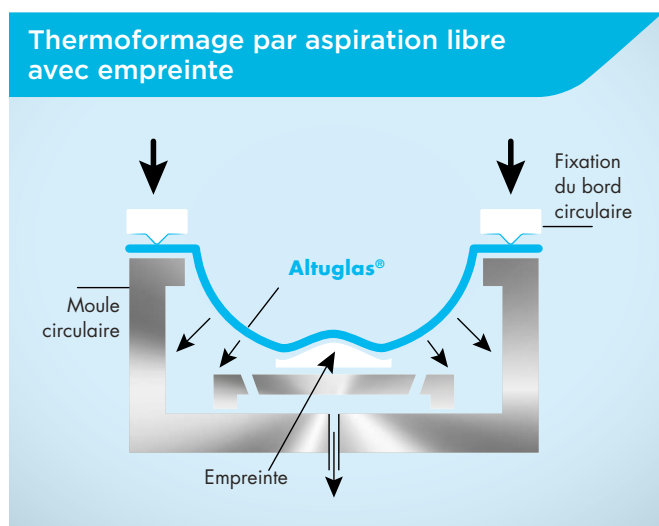 Thermoformage par aspiration libre
avec empreinte
Fixation
du bord
circulaire
Altuglas®
Moule
circulaire
Empreinte